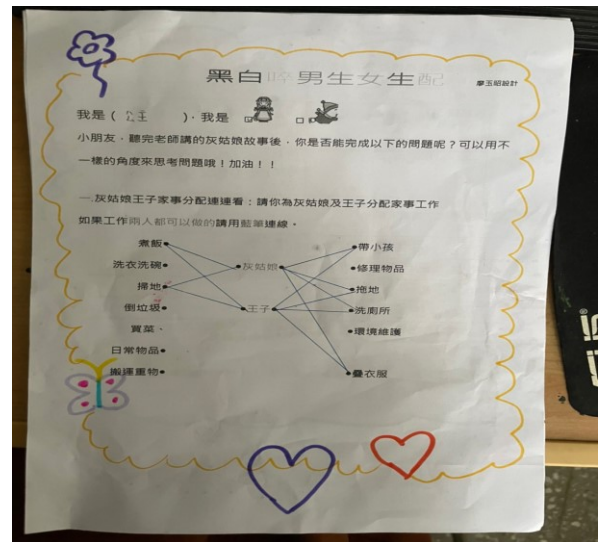 黑白啐男生女生配
摩玉昭設計
我是( )，我是 □ □
小朋友，聽完老師講的灰姑娘故事後，你是否能完成以下的問題呢？可以用不
一樣的角度來思考問題哦！加油！！
一.灰姑娘王子家事分配連連看：請你為灰姑娘及王子分配家事工作
如果工作兩人都可以做的請用藍筆連線。
煮飯• •帶小孩
洗衣洗碗• •灰姑娘• •修理物品
掃地• •拖地
倒垃圾• •王子• •洗廁所
買菜． •環境維護
日常物品•
搬運重物• •疊衣服